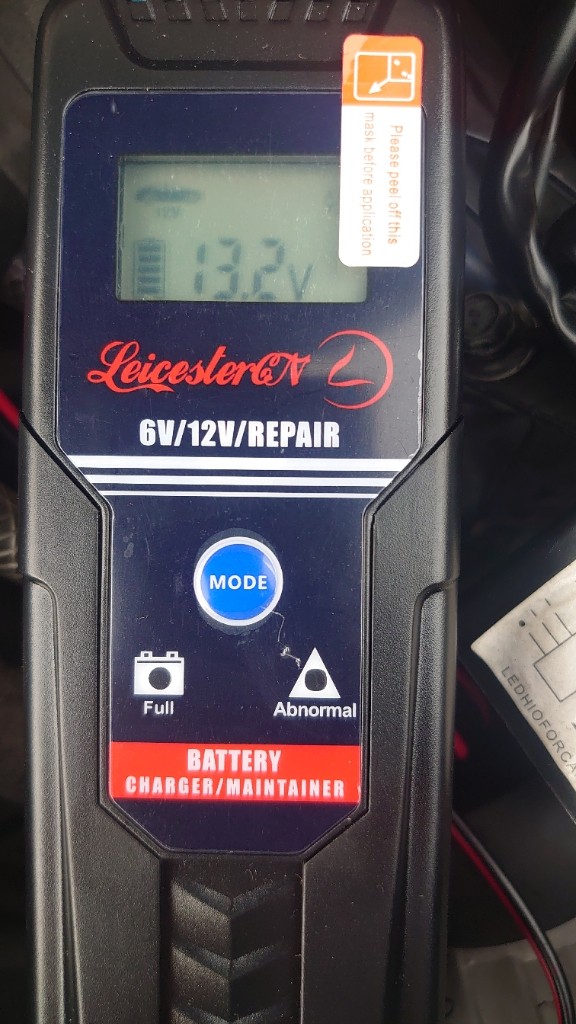 Please peel off this
mask before application
12V
13.2V
LeicesterCN
6V/12V/REPAIR
MODE
Full
Abnormal
BATTERY
CHARGER/MAINTAINER
LEDHIOFORCA